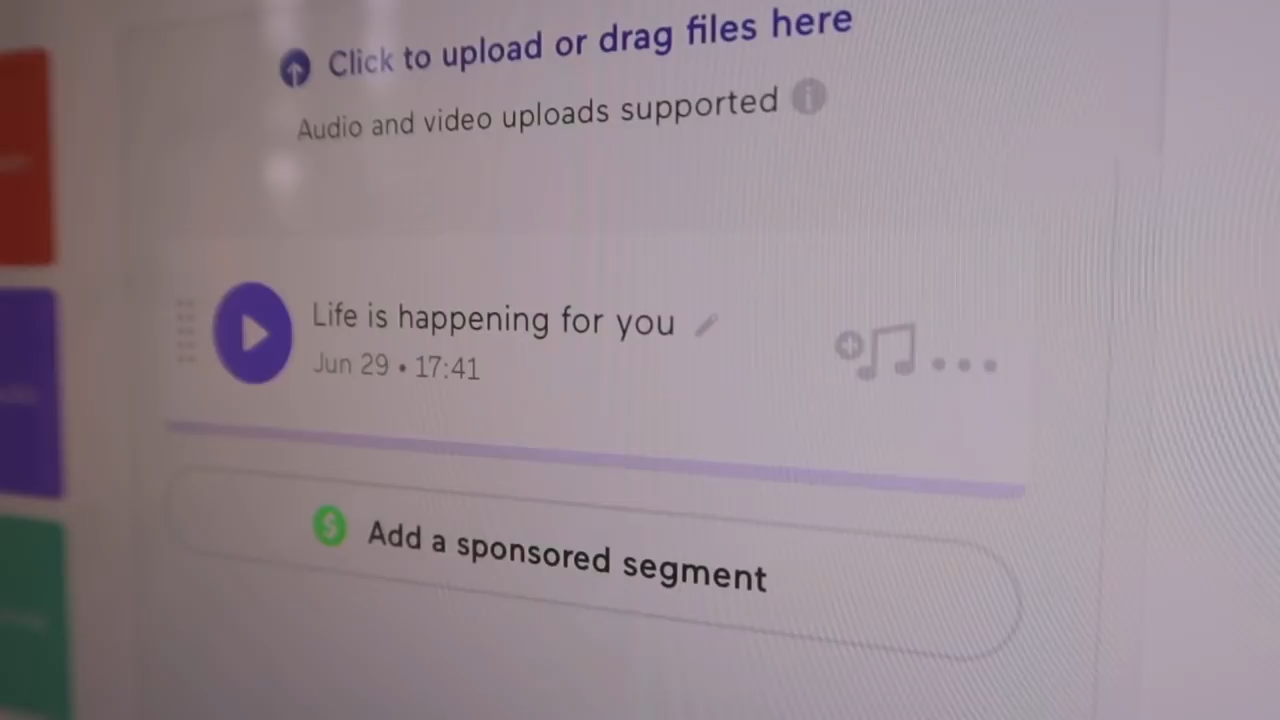 Click to upload or drag files here
Audio and video uploads supported
Life is happening for you
Jun 29 • 17:41
Add a sponsored segment